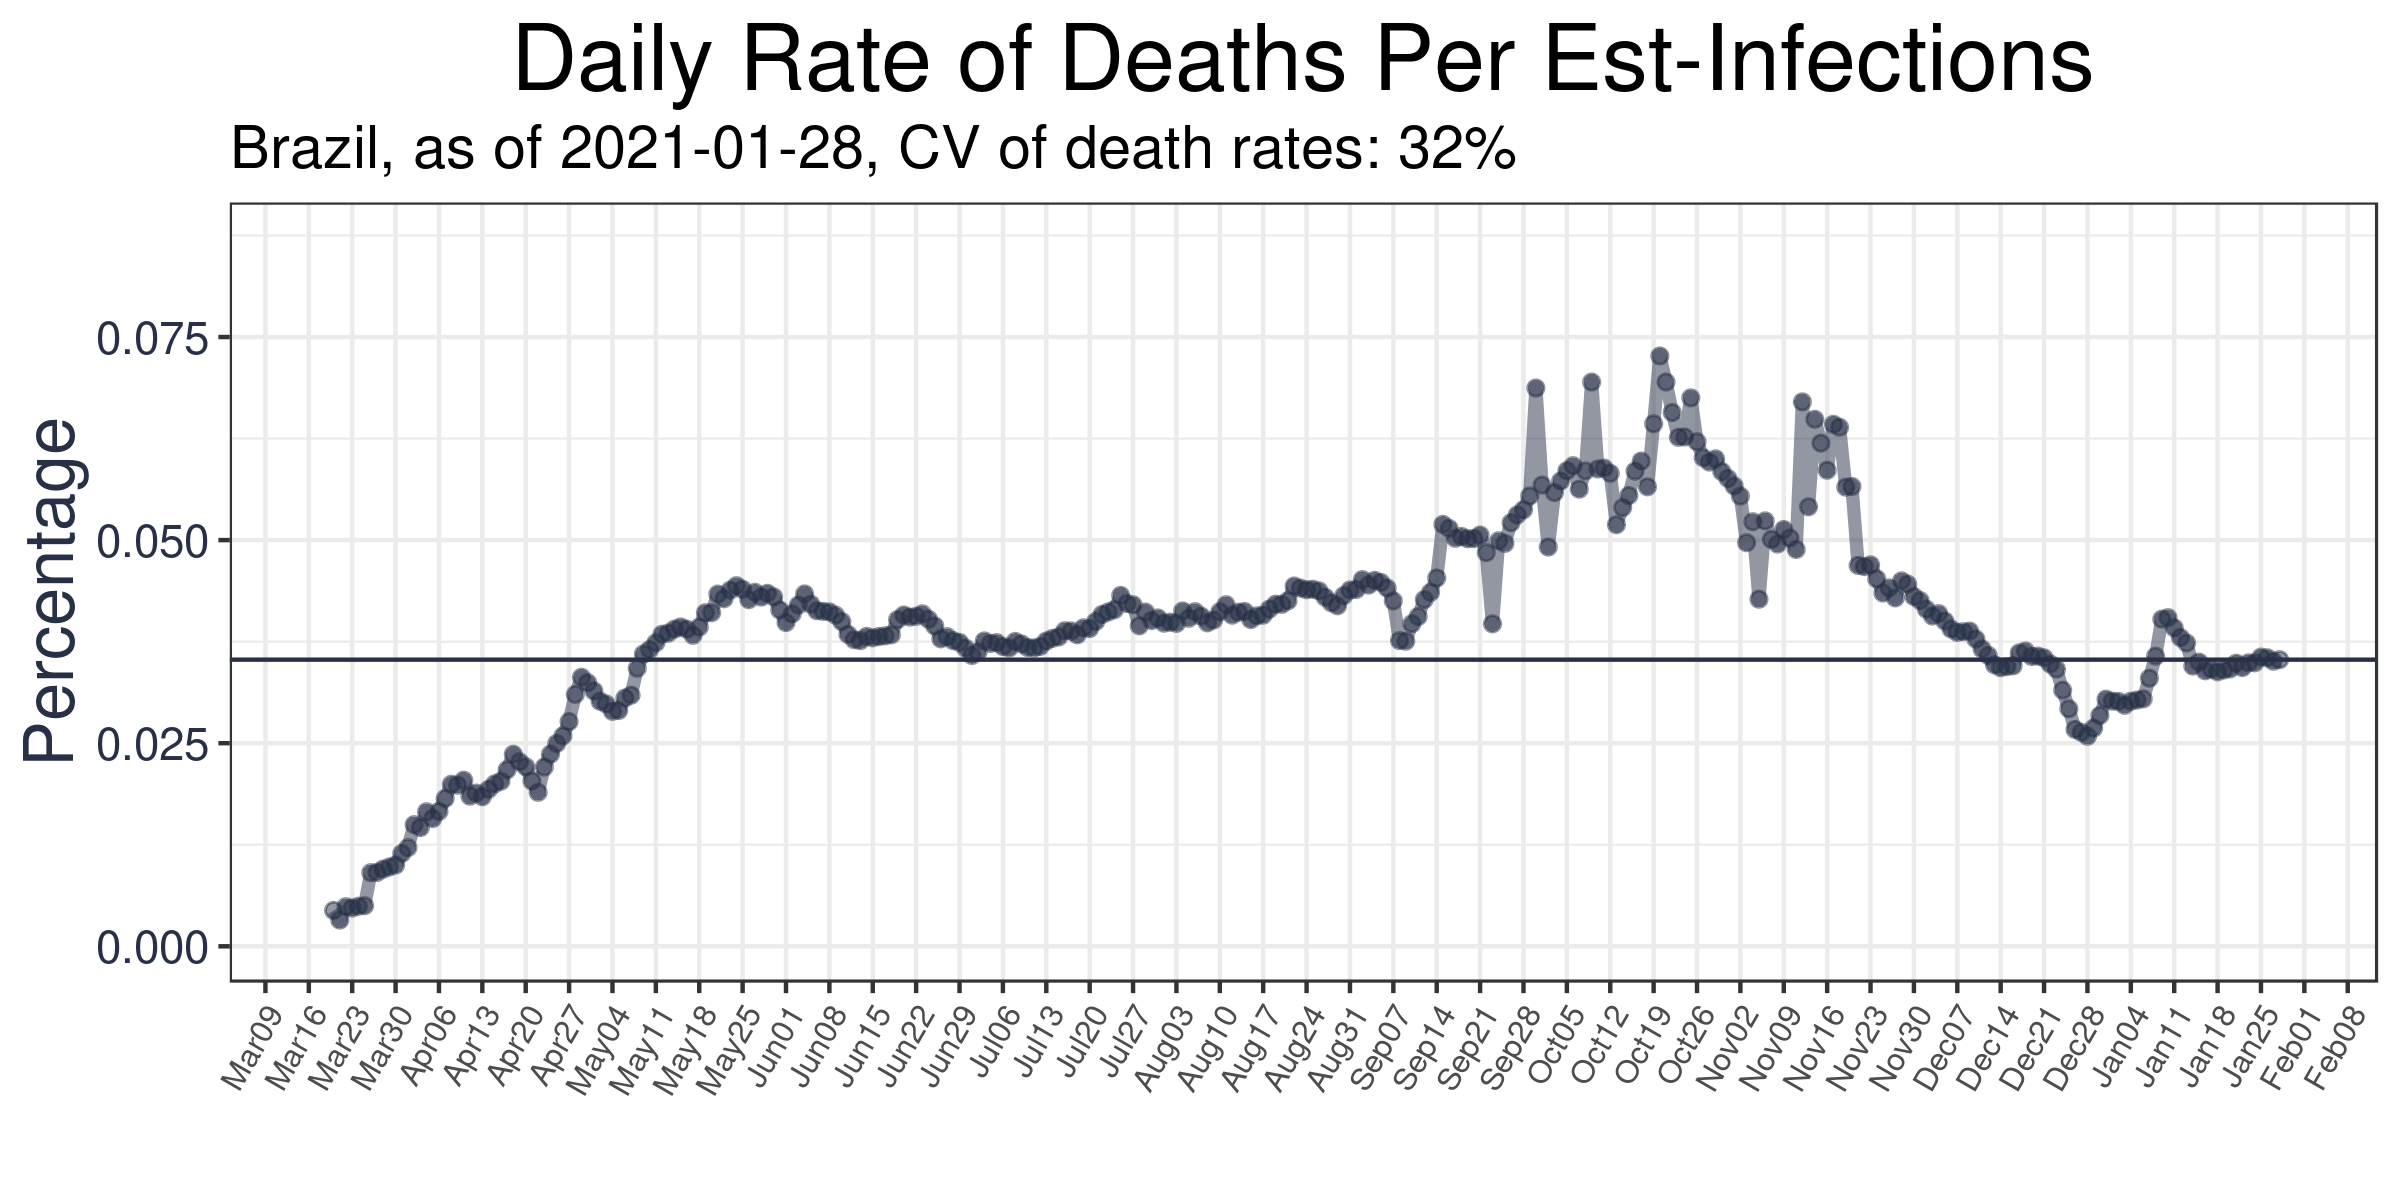 Daily Rate of Deaths Per Est-Infections
Brazil, as of 2021-01-28, CV of death rates: 32%
Percentage
0.075
0.050
0.025
0.000
Mar09
Mar16
Mar23
Mar30
Apr06
Apr13
Apr20
Apr27
May04
May11
May18
May25
Jun01
Jun08
Jun15
Jun22
Jun29
Jul06
Jul13
Jul20
Jul27
Aug03
Aug10
Aug17
Aug24
Aug31
Sep07
Sep14
Sep21
Sep28
Oct05
Oct12
Oct19
Oct26
Nov02
Nov09
Nov16
Nov23
Nov30
Dec07
Dec14
Dec21
Dec28
Jan04
Jan11
Jan18
Jan25
Feb01
Feb08